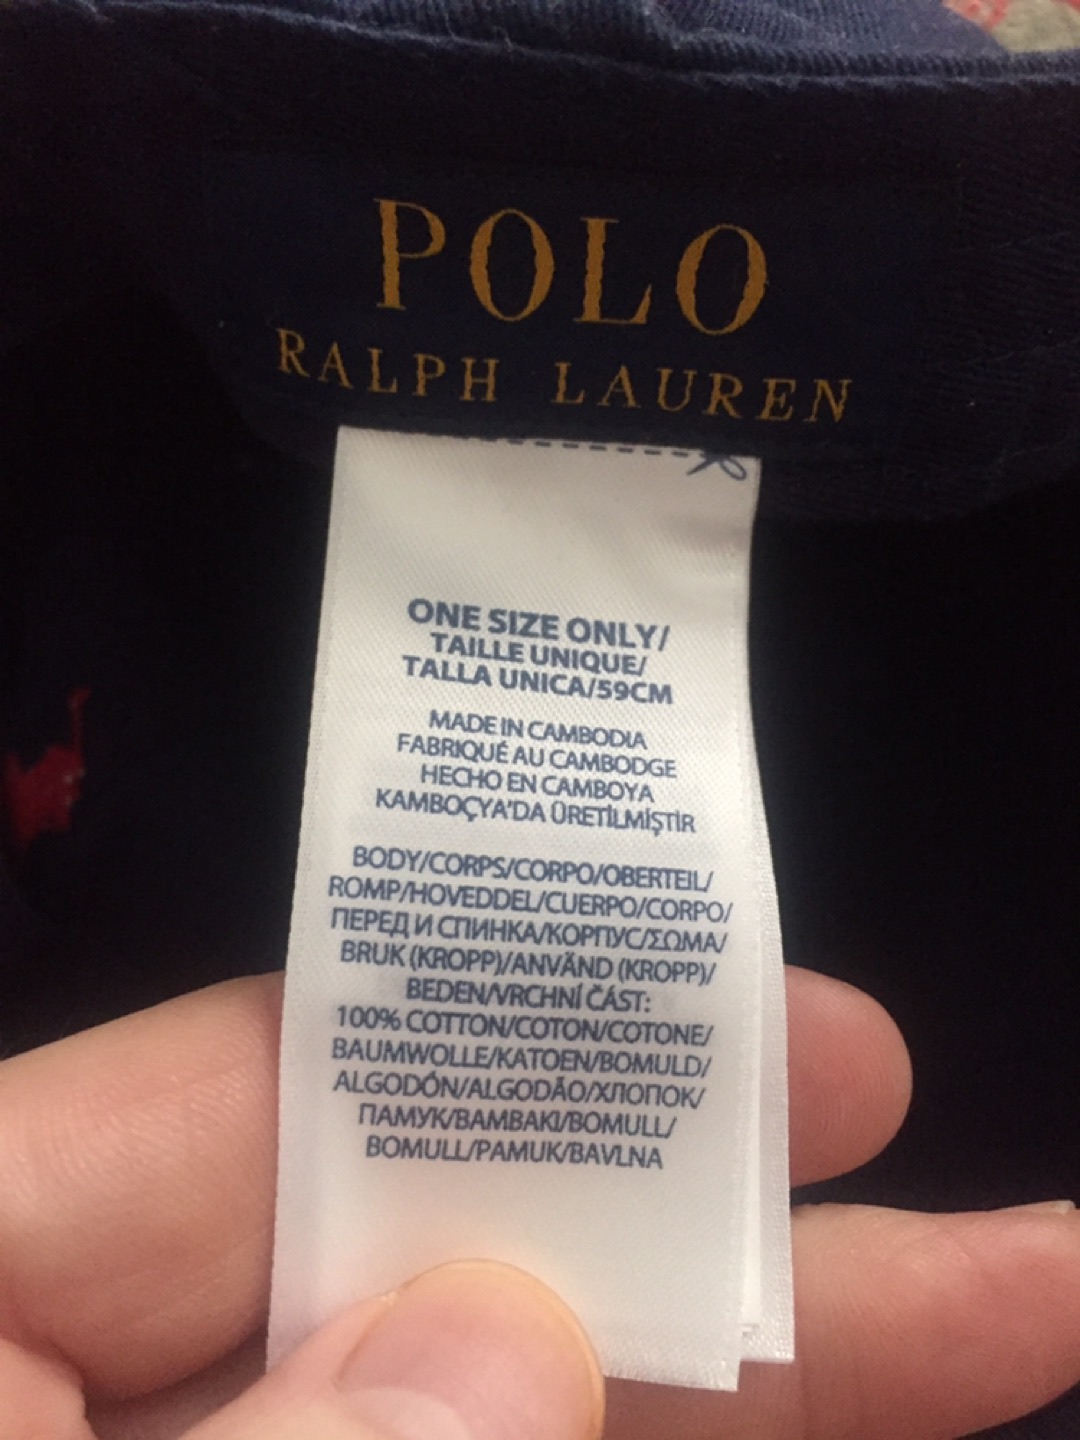 POLO
RALPH LAUREN
ONE SIZE ONLY/
TAILLE UNIQUE/
TALLA UNICA/59CM
MADE IN CAMBODIA
FABRIQUÉ AU CAMBODGE
HECHO EN CAMBOYA
KAMBOÇYA'DA ÜRETİLMİŞTİR
BODY/CORPS/CORPO/OBERTEIL/
ROMP/HOVEDDEL/CUERPO/CORPO/
ПЕРЕД И СПИНКА/КОРПУС/ΣΩΜΑ/
BRUK (KROPP)/ANVÄND (KROPP)/
BEDEN/VRCHNÍ ČÁST:
100% COTTON/COTON/COTONE/
BAUMWOLLE/KATOEN/BOMULD/
ALGODÓN/ALGODÃO/ХЛОПОК/
ПАМУК/ΒΑΜΒΑΚΙ/BOMULL/
BOMULL/PAMUK/BAVLNA